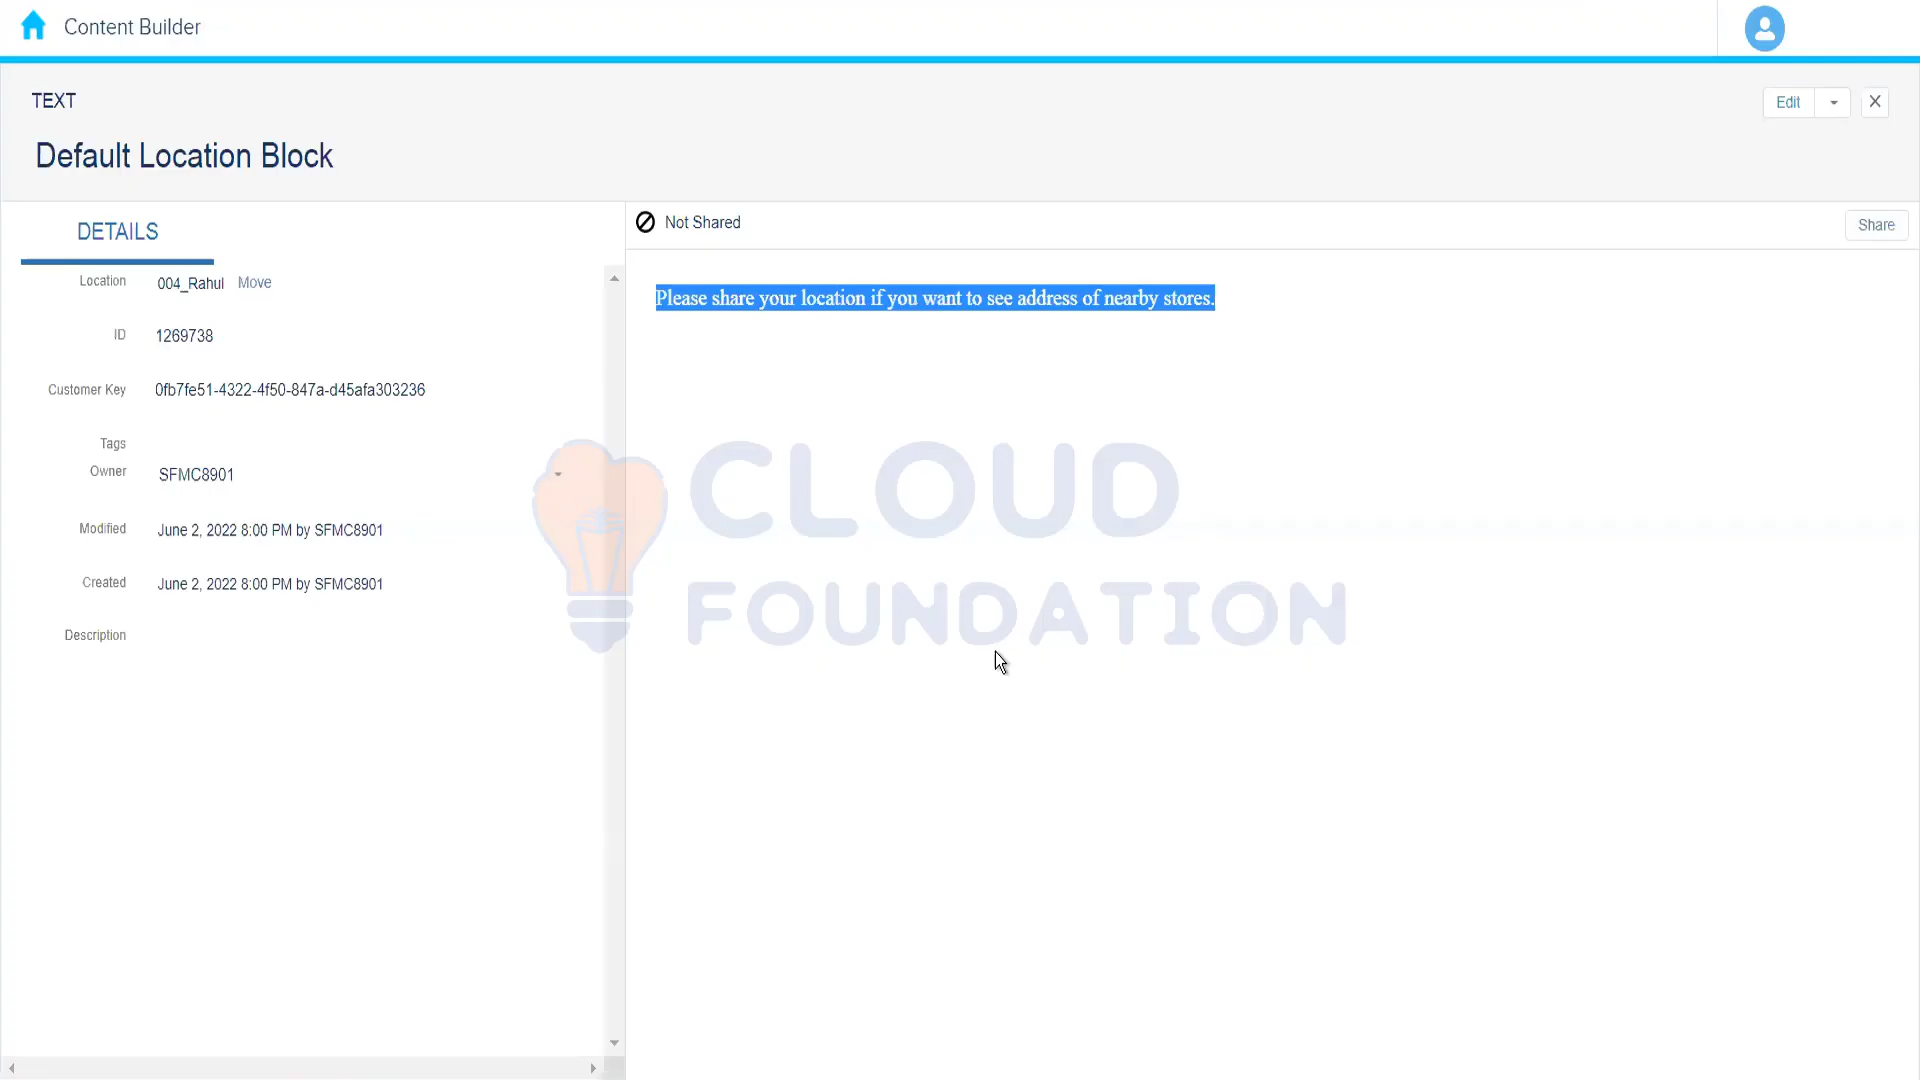 Content Builder
TEXT
Edit
Default Location Block
DETAILS
Not Shared
Share
Location 004_Rahul Move
ID 1269738
Customer Key 0fb7fe51-4322-4f50-847a-d45afa303236
Tags
Owner SFMC8901
Modified June 2, 2022 8:00 PM by SFMC8901
Created June 2, 2022 8:00 PM by SFMC8901
Description
Please share your location if you want to see address of nearby stores.
CLOUD
FOUNDATION